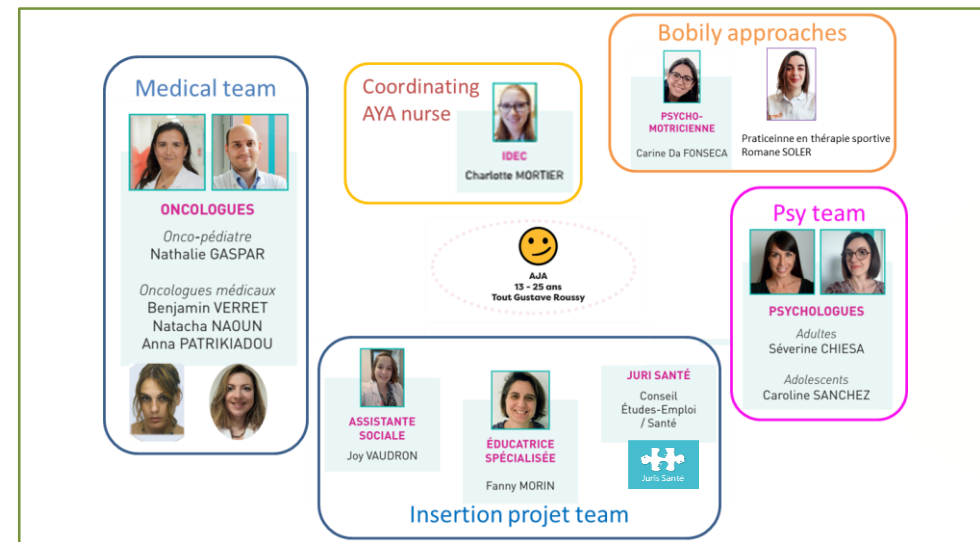 Medical team
ONCOLOGUES
Onco-pédiatre
Nathalie GASPAR
Oncologues médicaux
Benjamin VERRET
Natacha NAOUN
Anna PATRIKIADOU
Coordinating
AYA nurse
IDEC
Charlotte MORTIER
Bobily approaches
PSYCHO-
MOTRICIENNE
Carine Da FONSECA
Praticeinne en thérapie sportive
Romane SOLER
AJA
13 - 25 ans
Tout Gustave Roussy
Psy team
PSYCHOLOGUES
Adultes
Séverine CHIESA
Adolescents
Caroline SANCHEZ
ASSISTANTE
SOCIALE
Joy VAUDRON
ÉDUCATRICE
SPÉCIALISÉE
Fanny MORIN
JURI SANTÉ
Conseil
Études-Emploi
/ Santé
Juris Santé
Insertion projet team